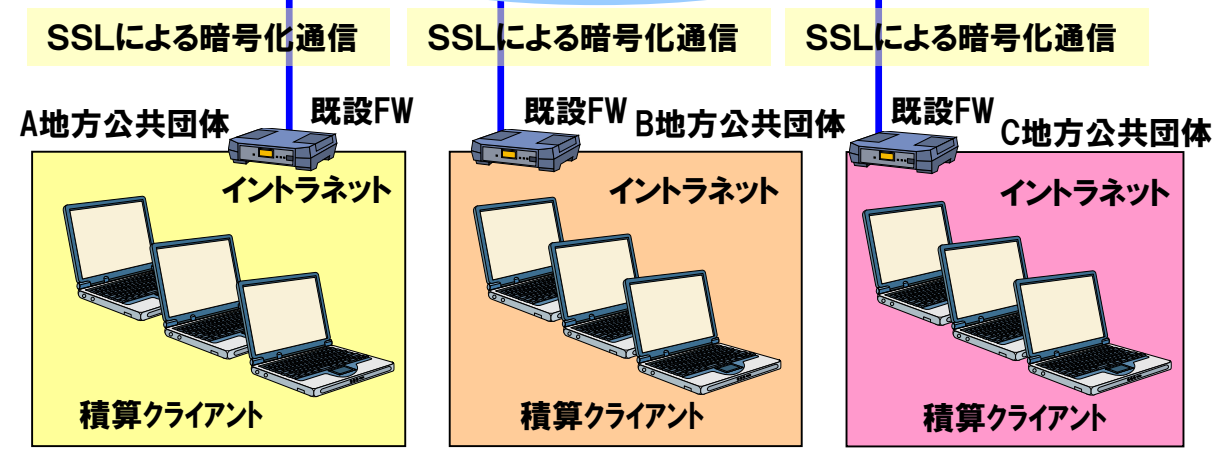 SSLによる暗号化通信
SSLによる暗号化通信
SSLによる暗号化通信
A地方公共団体
既設FW
イントラネット
積算クライアント
既設FW
B地方公共団体
イントラネット
積算クライアント
既設FW
C地方公共団体
イントラネット
積算クライアント